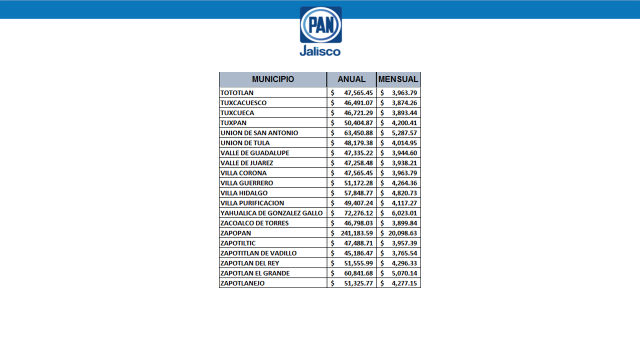 PAN
Jalisco
MUNICIPIO ANUAL MENSUAL
TOTOTLAN $ 47,565.45 $ 3,963.79
TUXCACUESCO $ 46,491.07 $ 3,874.26
TUXCUECA $ 46,721.29 $ 3,893.44
TUXPAN $ 50,404.87 $ 4,200.41
UNION DE SAN ANTONIO $ 63,450.88 $ 5,287.57
UNION DE TULA $ 48,179.38 $ 4,014.95
VALLE DE GUADALUPE $ 47,335.22 $ 3,944.60
VALLE DE JUAREZ $ 47,258.48 $ 3,938.21
VILLA CORONA $ 47,565.45 $ 3,963.79
VILLA GUERRERO $ 51,172.28 $ 4,264.36
VILLA HIDALGO $ 57,848.77 $ 4,820.73
VILLA PURIFICACION $ 49,407.24 $ 4,117.27
YAHUALICA DE GONZALEZ GALLO $ 72,276.12 $ 6,023.01
ZACOALCO DE TORRES $ 46,798.03 $ 3,899.84
ZAPOPAN $ 241,183.59 $ 20,098.63
ZAPOTILTIC $ 47,488.71 $ 3,957.39
ZAPOTITLAN DE VADILLO $ 45,186.47 $ 3,765.54
ZAPOTLAN DEL REY $ 51,555.99 $ 4,296.33
ZAPOTLAN EL GRANDE $ 60,841.68 $ 5,070.14
ZAPOTLANEJO $ 51,325.77 $ 4,277.15